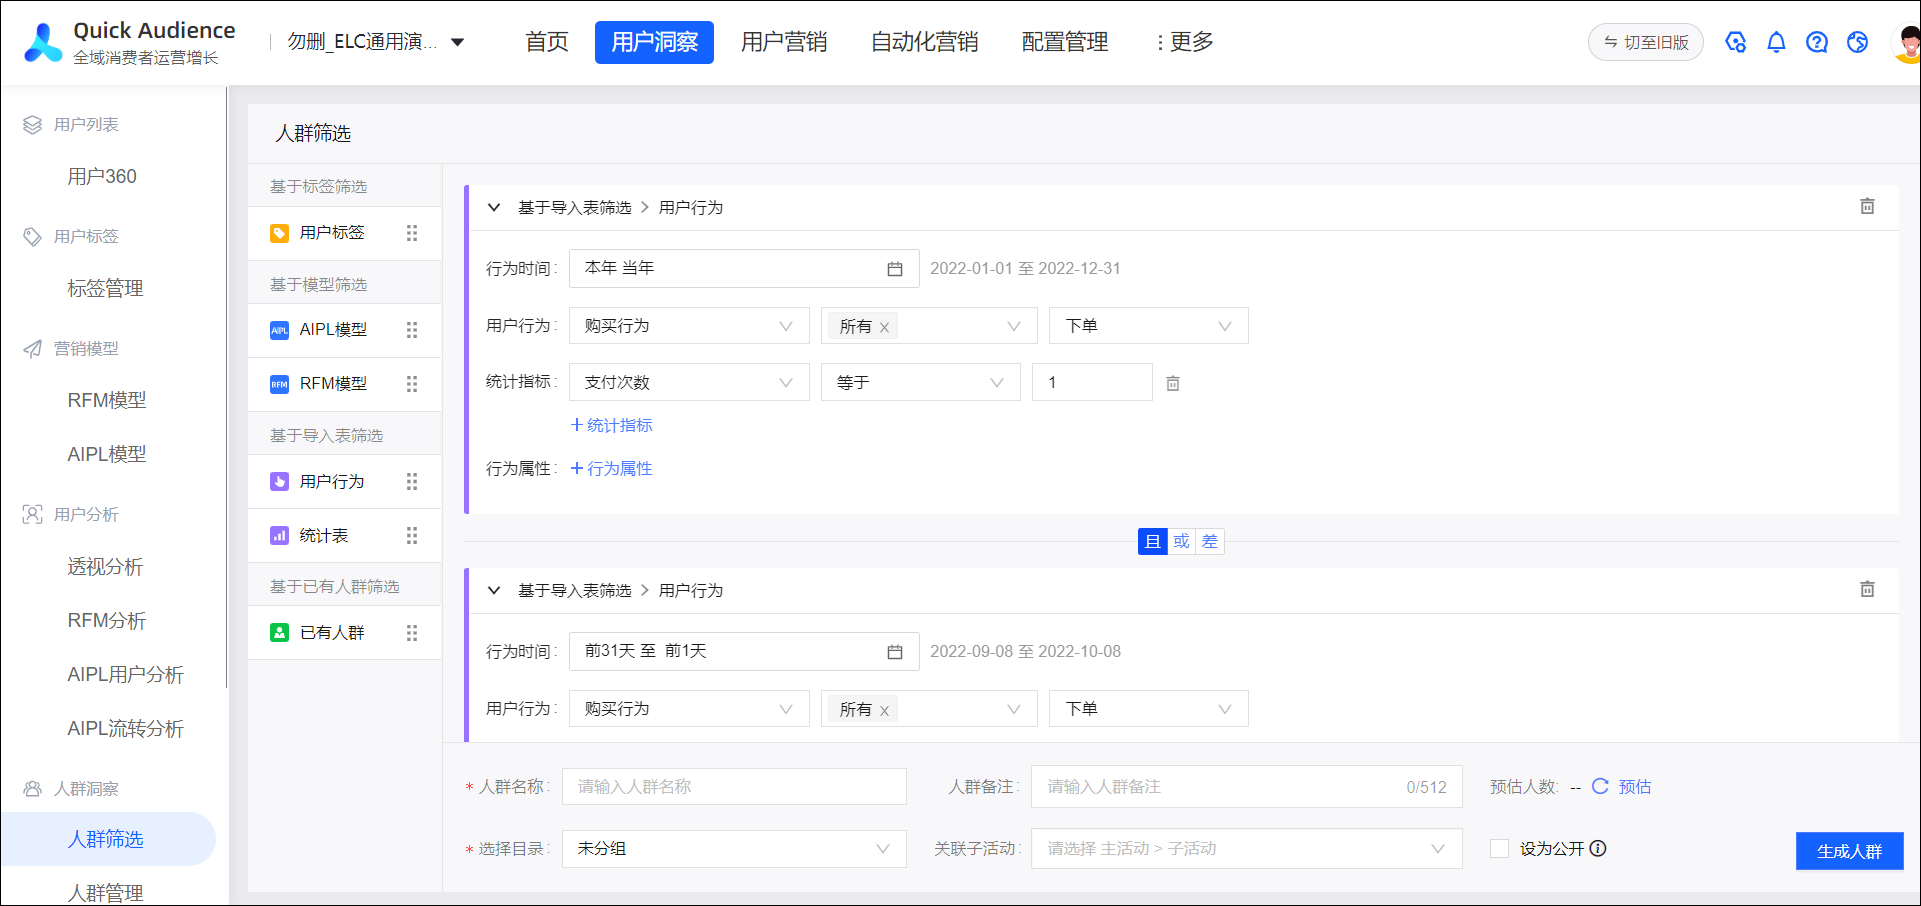 Quick Audience
全域消费者运营增长
勿删_ELC通用演...
首页
用户洞察
用户营销
自动化营销
配置管理
更多
切至旧版
用户列表
用户360
用户标签
标签管理
营销模型
RFM模型
AIPL模型
用户分析
透视分析
RFM分析
AIPL用户分析
AIPL流转分析
人群洞察
人群筛选
人群管理
人群筛选
基于标签筛选
用户标签
基于模型筛选
AIPL AIPL模型
RFM RFM模型
基于导入表筛选
用户行为
统计表
基于已有人群筛选
已有人群
基于导入表筛选 > 用户行为
行为时间: 本年 当年 2022-01-01 至 2022-12-31
用户行为: 购买行为 所有 x 下单
统计指标: 支付次数 等于 1
+ 统计指标
行为属性: + 行为属性
且 或 差
基于导入表筛选 > 用户行为
行为时间: 前31天 至 前1天 2022-09-08 至 2022-10-08
用户行为: 购买行为 所有 x 下单
* 人群名称: 请输入人群名称 人群备注: 请输入人群备注 0/512 预估人数: -- 预估
* 选择目录: 未分组 关联子活动: 请选择 主活动 > 子活动 设为公开
生成人群